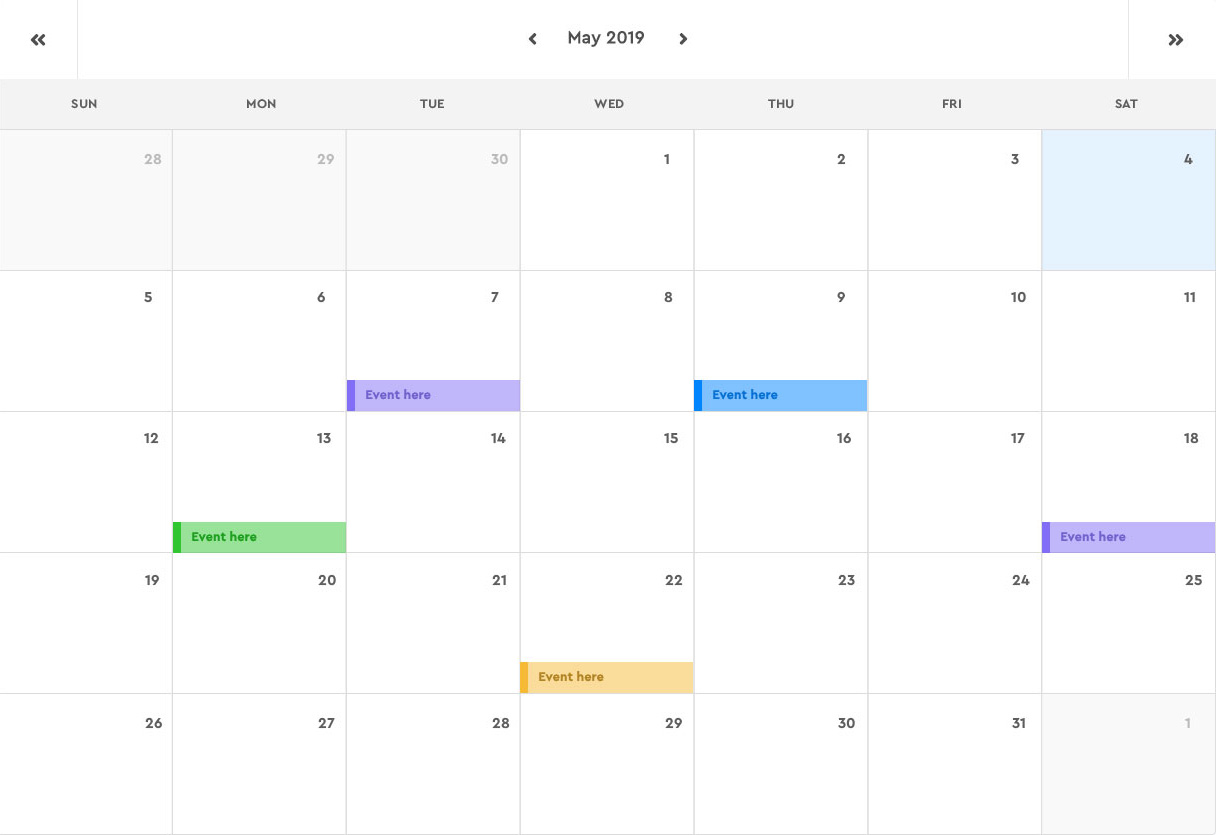 May 2019
SUN MON TUE WED THU FRI SAT
28 29 30 1 2 3 4
5 6 7 8 9 10 11
Event here Event here
12 13 14 15 16 17 18
Event here Event here
19 20 21 22 23 24 25
Event here
26 27 28 29 30 31 1